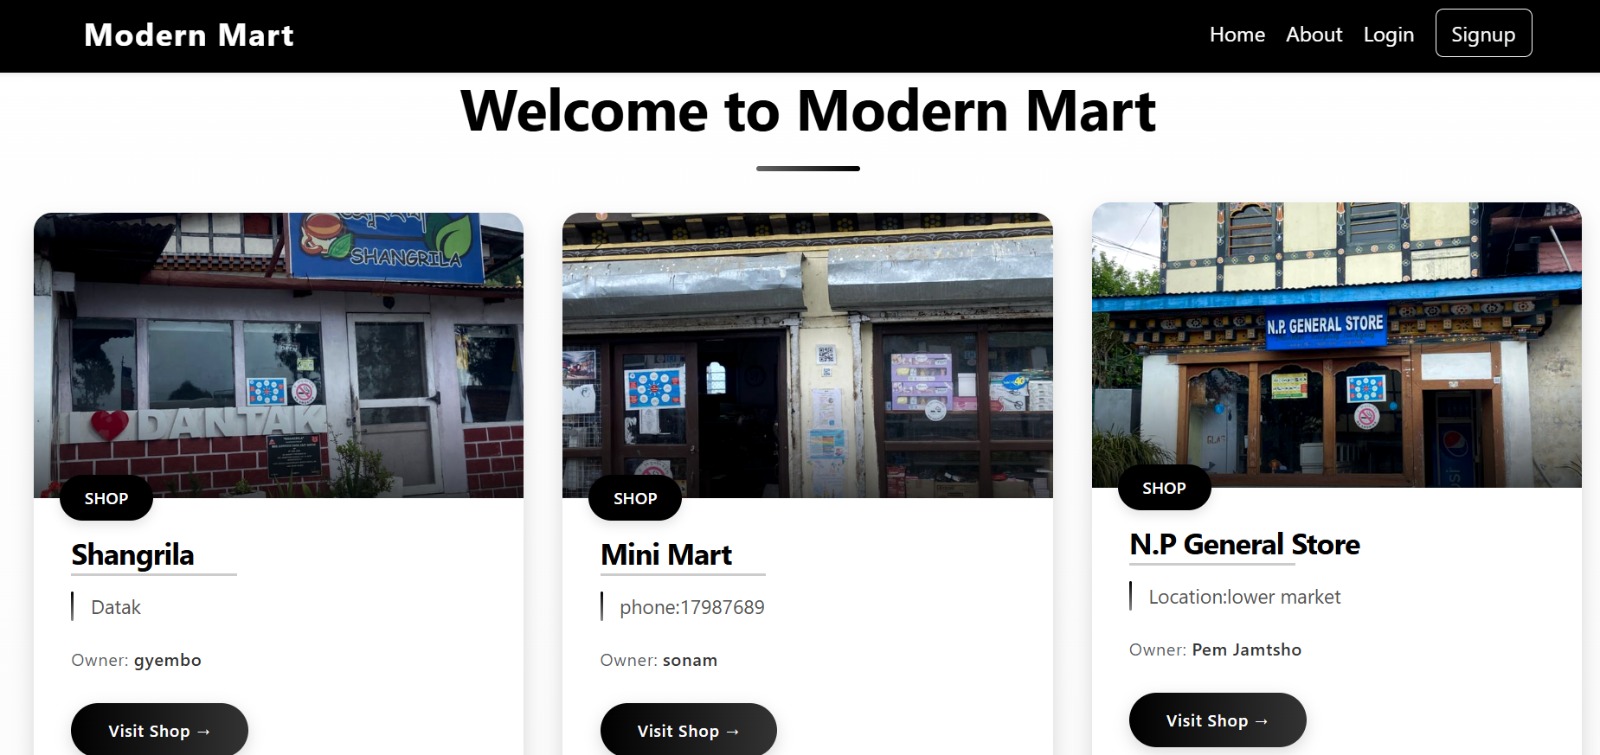 Modern Mart
Home About Login Signup
Welcome to Modern Mart
SHANGRILA
DANTAK
N.P. GENERAL STORE
SHOP
SHOP
SHOP
Shangrila
Datak
Owner: gyembo
Visit Shop →
Mini Mart
phone:17987689
Owner: sonam
Visit Shop →
N.P General Store
Location:lower market
Owner: Pem Jamtsho
Visit Shop →